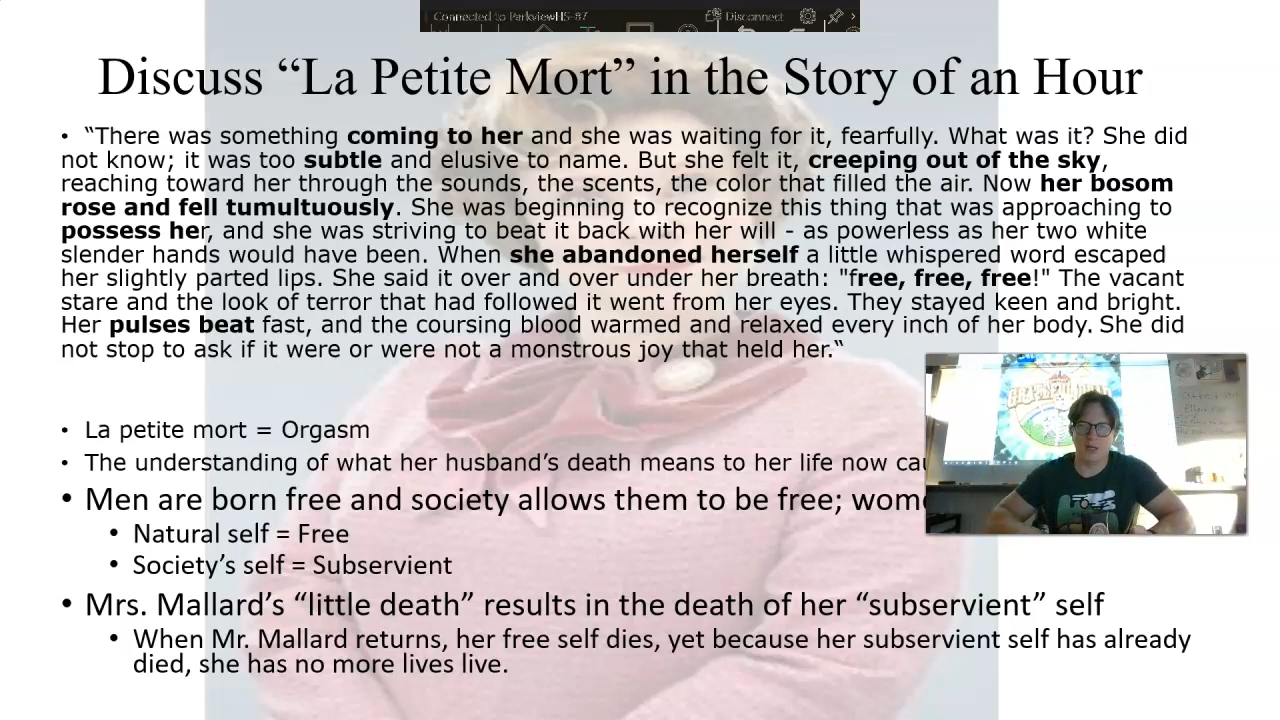 Connected to ParkviewHS-87 Disconnect
Discuss “La Petite Mort” in the Story of an Hour
• “There was something coming to her and she was waiting for it, fearfully. What was it? She did
not know; it was too subtle and elusive to name. But she felt it, creeping out of the sky,
reaching toward her through the sounds, the scents, the color that filled the air. Now her bosom
rose and fell tumultuously. She was beginning to recognize this thing that was approaching to
possess her, and she was striving to beat it back with her will - as powerless as her two white
slender hands would have been. When she abandoned herself a little whispered word escaped
her slightly parted lips. She said it over and over under her breath: "free, free, free!" The vacant
stare and the look of terror that had followed it went from her eyes. They stayed keen and bright.
Her pulses beat fast, and the coursing blood warmed and relaxed every inch of her body. She did
not stop to ask if it were or were not a monstrous joy that held her.“
• La petite mort = Orgasm
• The understanding of what her husband’s death means to her life now
• Men are born free and society allows them to be free;
• Natural self = Free
• Society’s self = Subservient
• Mrs. Mallard’s “little death” results in the death of her “subservient” self
• When Mr. Mallard returns, her free self dies, yet because her subservient self has already
died, she has no more lives live.